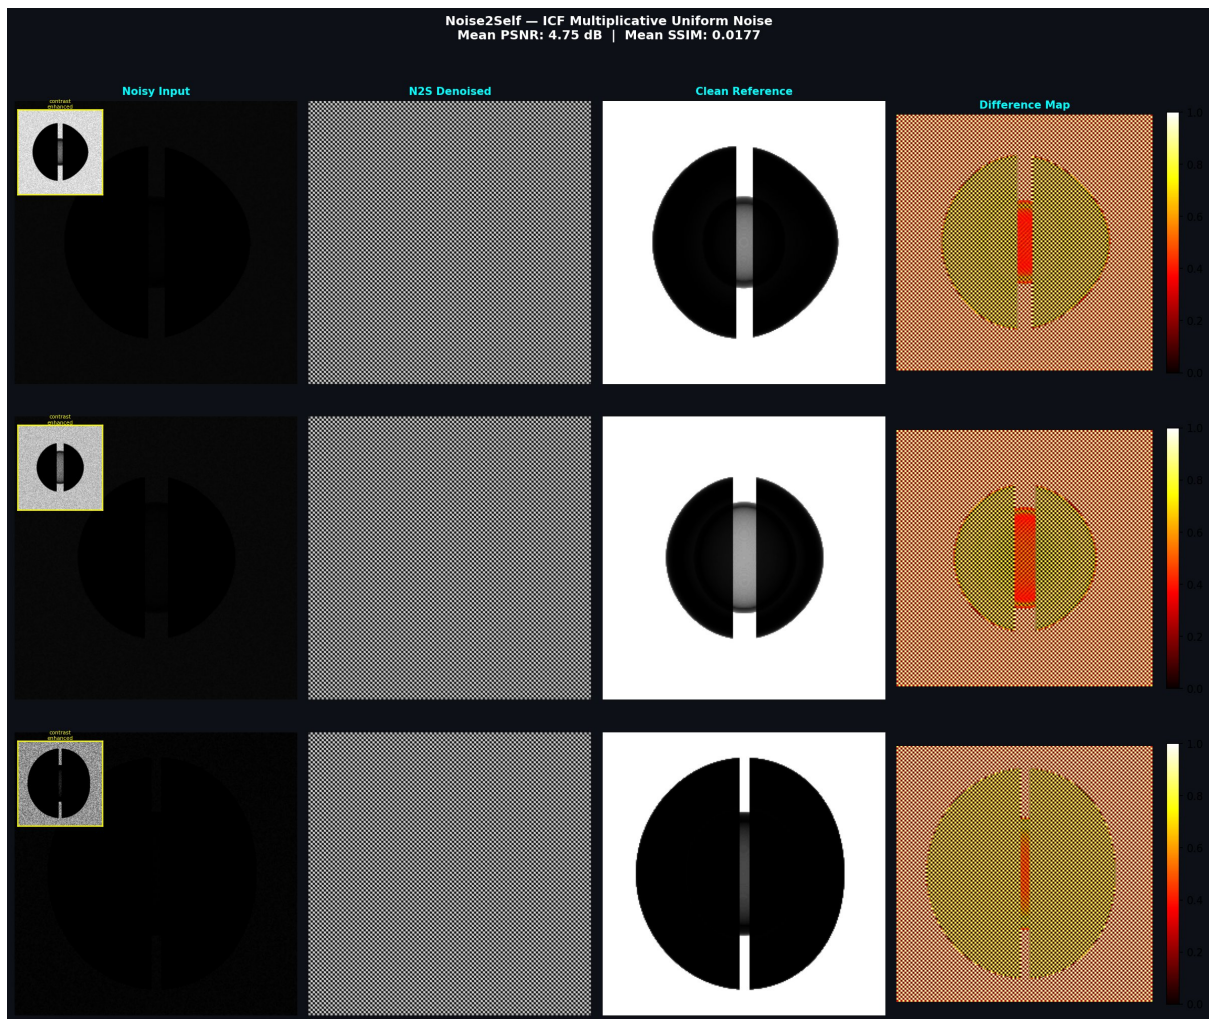 Noise2Self — ICF Multiplicative Uniform Noise
Mean PSNR: 4.75 dB | Mean SSIM: 0.0177
Noisy Input
N2S Denoised
Clean Reference
Difference Map
contrast
enhanced
1.0
0.8
0.6
0.4
0.2
0.0
contrast
enhanced
1.0
0.8
0.6
0.4
0.2
0.0
contrast
enhanced
1.0
0.8
0.6
0.4
0.2
0.0